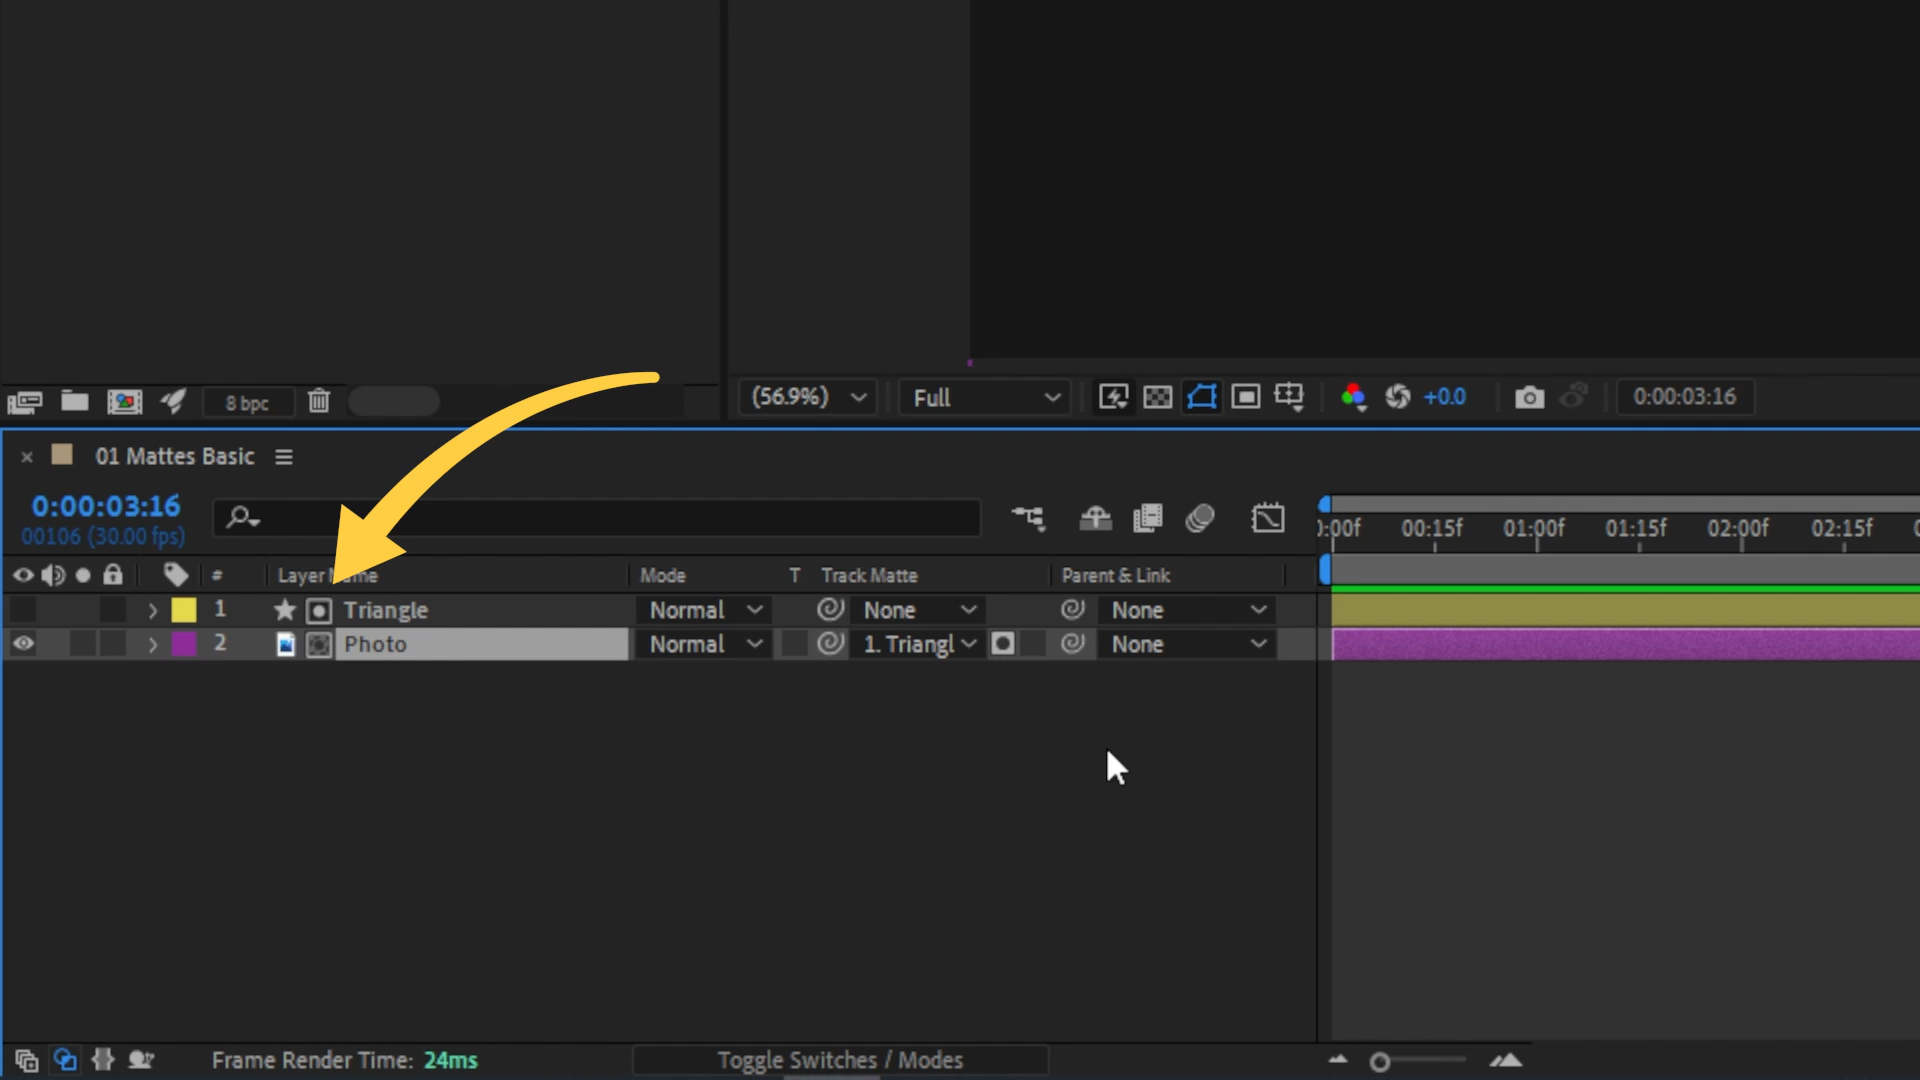 8 bpc
(56.9%) Full +0.0 0:00:03:16
01 Mattes Basic
0:00:03:16
00106 (30.00 fps)
:00f 00:15f 01:00f 01:15f 02:00f 02:15f
# Layer Name Mode T Track Matte Parent & Link
1 Triangle Normal None None
2 Photo Normal 1. Triangl None
Frame Render Time: 24ms Toggle Switches / Modes